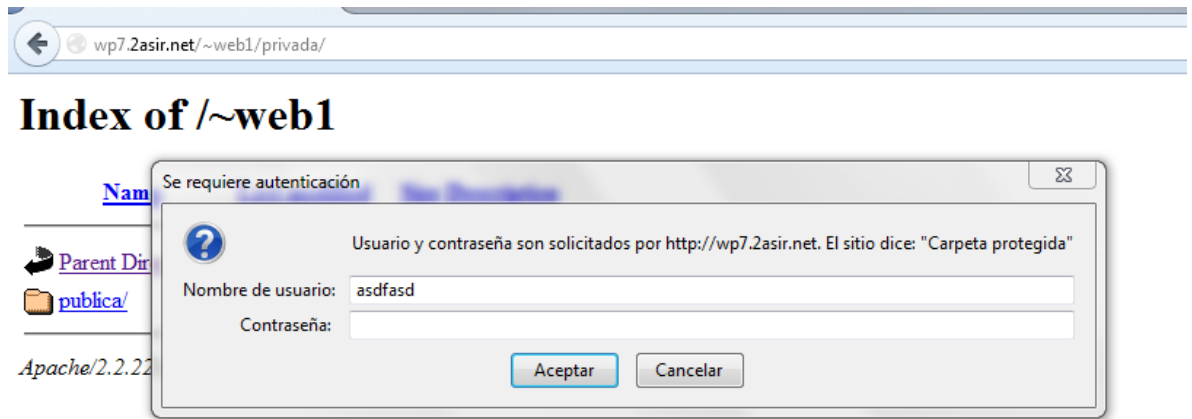 wp7.2asir.net/~web1/privada/
Index of /~web1
Se requiere autenticación
Nam
Usuario y contraseña son solicitados por http://wp7.2asir.net. El sitio dice: "Carpeta protegida"
Parent Dir
Nombre de usuario: asdfasd
publica/
Contraseña:
Apache/2.2.22
Aceptar Cancelar